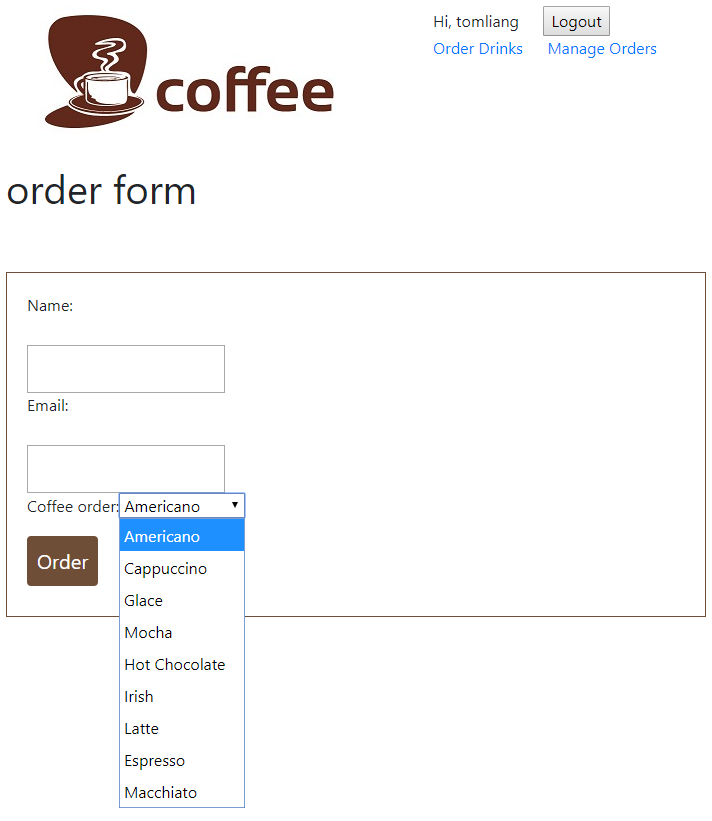 Hi, tomliang Logout
Order Drinks Manage Orders
coffee
order form
Name:
Email:
Coffee order: Americano
Order
Americano
Cappuccino
Glace
Mocha
Hot Chocolate
Irish
Latte
Espresso
Macchiato